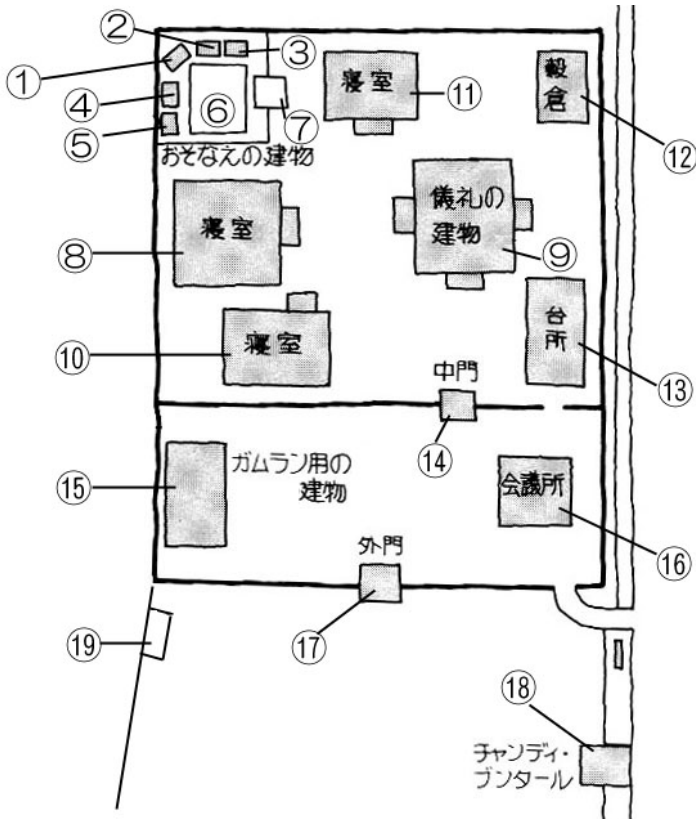 ②
③
①
④
⑥
⑤
⑦
おそなえの建物
寝室
⑪
穀
倉
⑫
寝室
⑧
儀礼の
建物
⑨
寝室
⑩
台
所
⑬
中門
⑭
ガムラン用の
建物
⑮
会議所
⑯
外門
⑰
⑲
⑱
チャンディ・
ブンタール